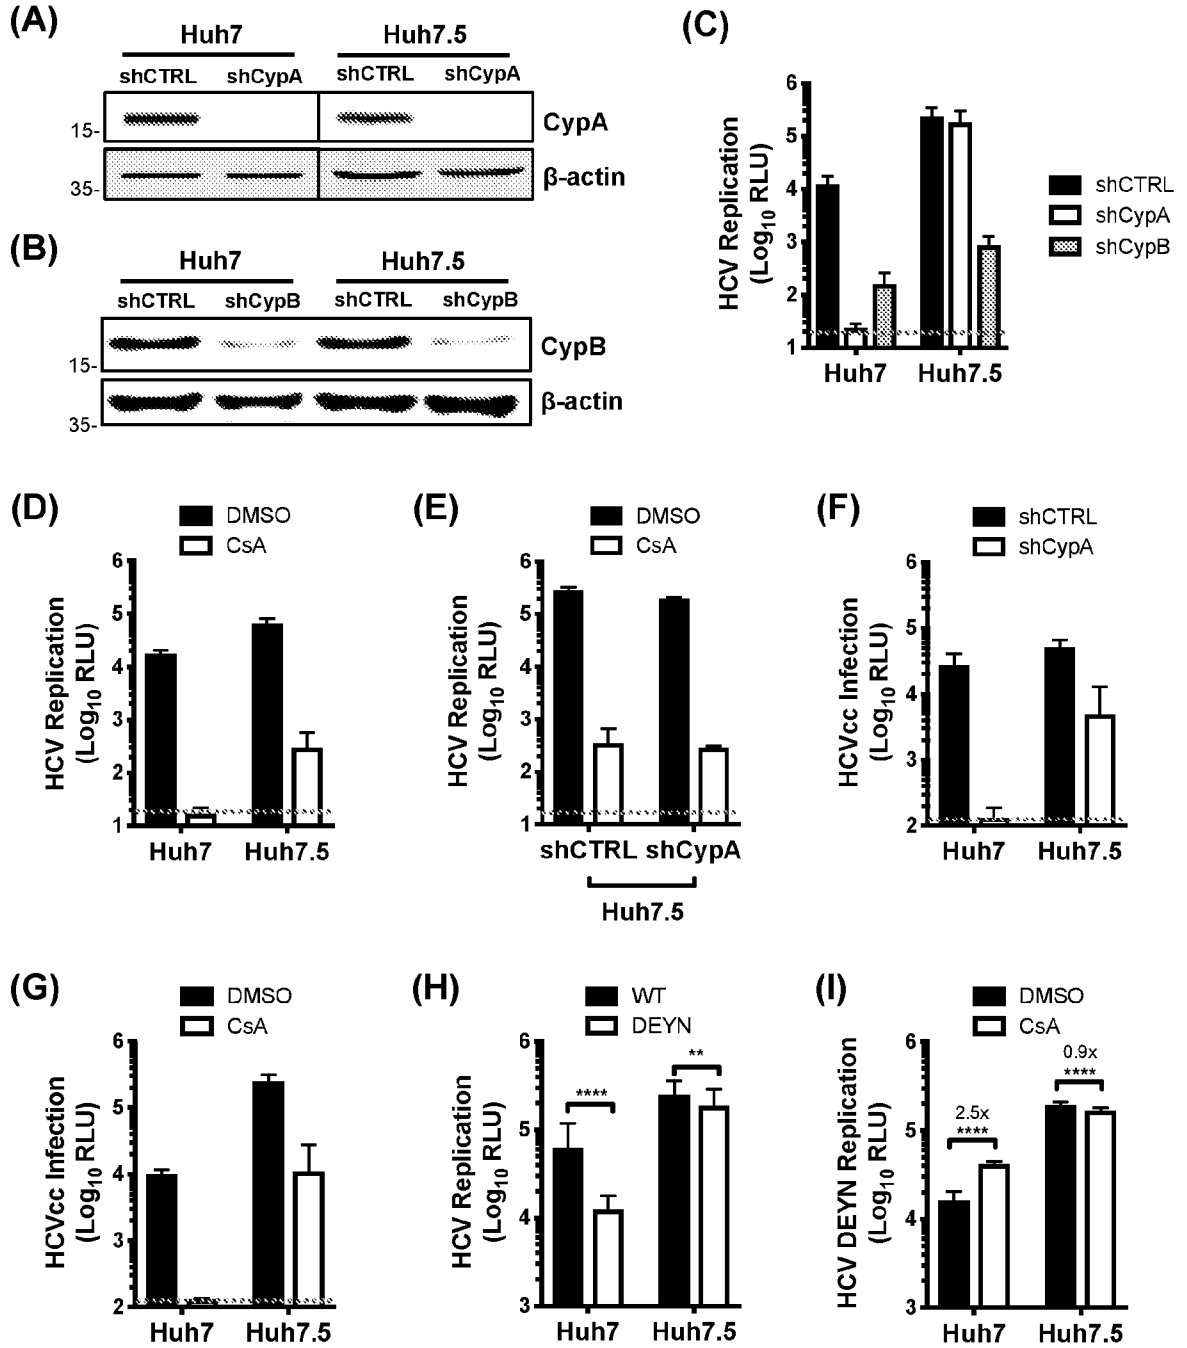 (A)
Huh7
Huh7.5
shCTRL
shCypA
shCTRL
shCypA
15-
CypA
35-
β-actin
(B)
Huh7
Huh7.5
shCTRL
shCypB
shCTRL
shCypB
15-
CypB
35-
β-actin
(C)
HCV Replication
(Log10 RLU)
6
5
4
3
2
1
Huh7
Huh7.5
shCTRL
shCypA
shCypB
(D)
DMSO
CsA
HCV Replication
(Log10 RLU)
6
5
4
3
2
1
Huh7
Huh7.5
(E)
DMSO
CsA
HCV Replication
(Log10 RLU)
6
5
4
3
2
1
shCTRL shCypA
Huh7.5
(F)
shCTRL
shCypA
HCVcc Infection
(Log10 RLU)
6
5
4
3
2
Huh7
Huh7.5
(G)
DMSO
CsA
HCVcc Infection
(Log10 RLU)
6
5
4
3
2
Huh7
Huh7.5
(H)
WT
DEYN
HCV Replication
(Log10 RLU)
6
5
4
3
****
**
Huh7
Huh7.5
(I)
DMSO
CsA
HCV DEYN Replication
(Log10 RLU)
6
5
4
3
2.5x
****
0.9x
****
Huh7
Huh7.5